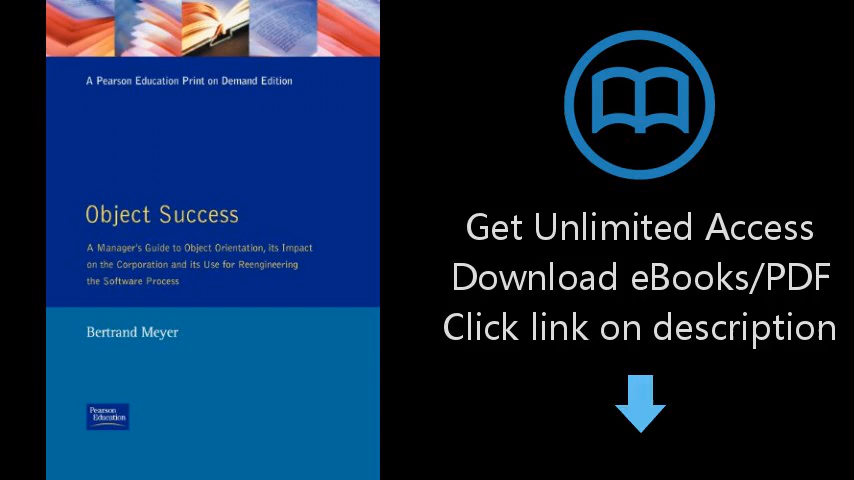 A Pearson Education Print on Demand Edition
Object Success
A Manager's Guide to Object Orientation, its Impact
on the Corporation and its Use for Reengineering
the Software Process
Bertrand Meyer
Pearson
Education
Get Unlimited Access
Download eBooks/PDF
Click link on description